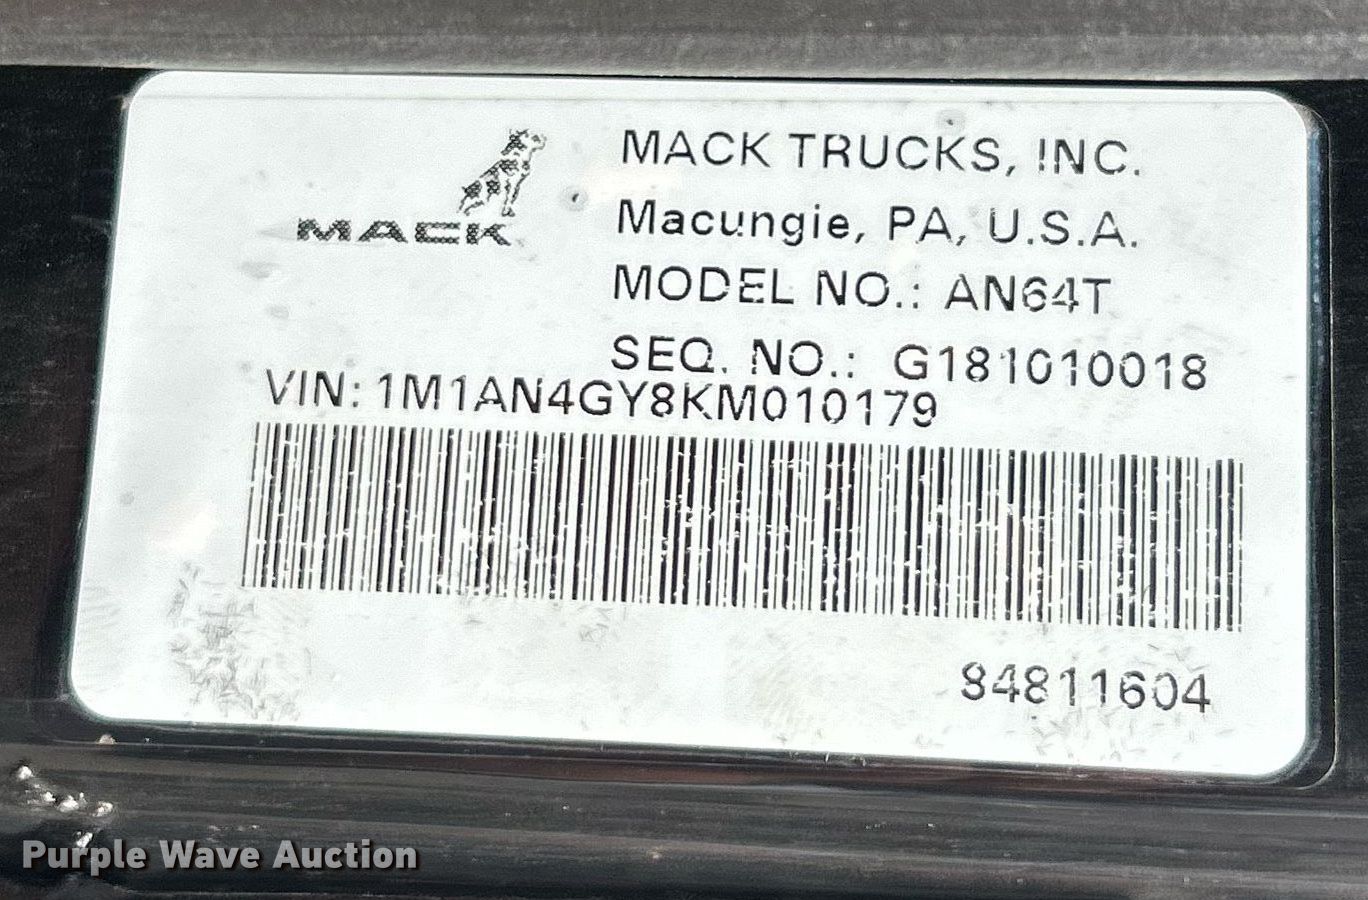 MACK
MACK TRUCKS, INC.
Macungie, PA, U.S.A.
MODEL NO.: AN64T
SEQ. NO.: G181010018
VIN: 1M1AN4GY8KM010179
84811604
Purple Wave Auction